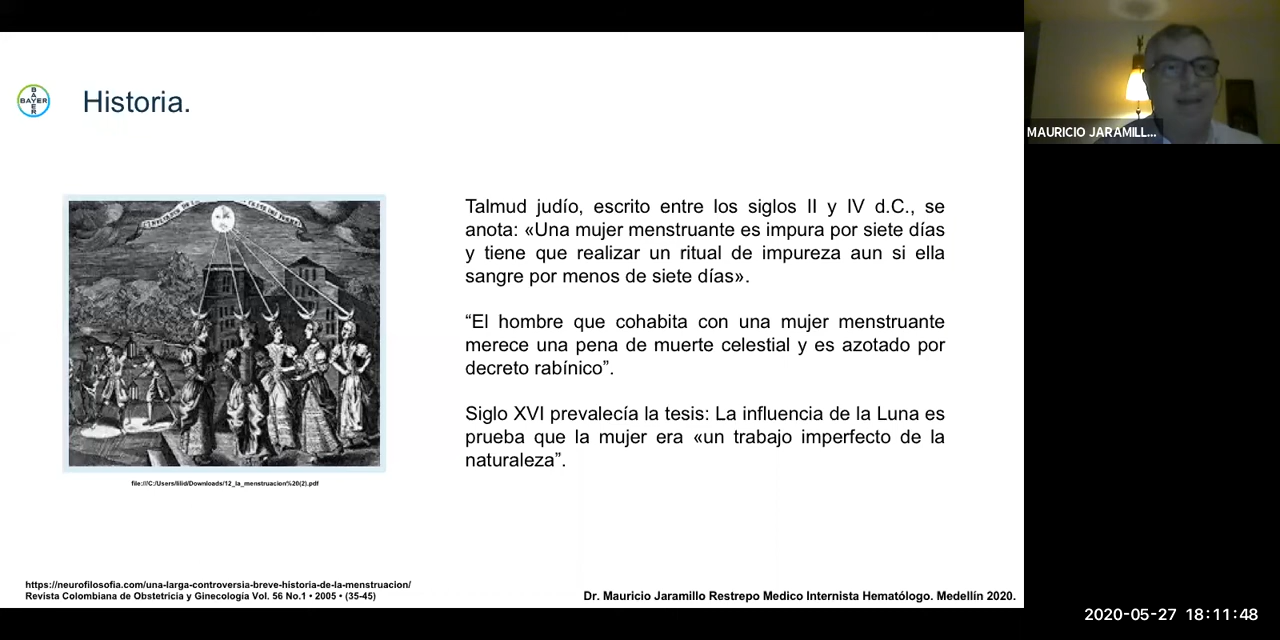 BAYER
BAYER
Historia.
MAURICIO JARAMILL...
Talmud judío, escrito entre los siglos II y IV d.C., se
anota: «Una mujer menstruante es impura por siete días
y tiene que realizar un ritual de impureza aun si ella
sangre por menos de siete días».
“El hombre que cohabita con una mujer menstruante
merece una pena de muerte celestial y es azotado por
decreto rabínico”.
Siglo XVI prevalecía la tesis: La influencia de la Luna es
prueba que la mujer era «un trabajo imperfecto de la
naturaleza”.
file:///C:/Users/lilid/Downloads/12_la_menstruacion%20(2).pdf
https://neurofilosofia.com/una-larga-controversia-breve-historia-de-la-menstruacion/
Revista Colombiana de Obstetricia y Ginecología Vol. 56 No.1 • 2005 • (35-45)
Dr. Mauricio Jaramillo Restrepo Medico Internista Hematólogo. Medellín 2020.
2020-05-27 18:11:48